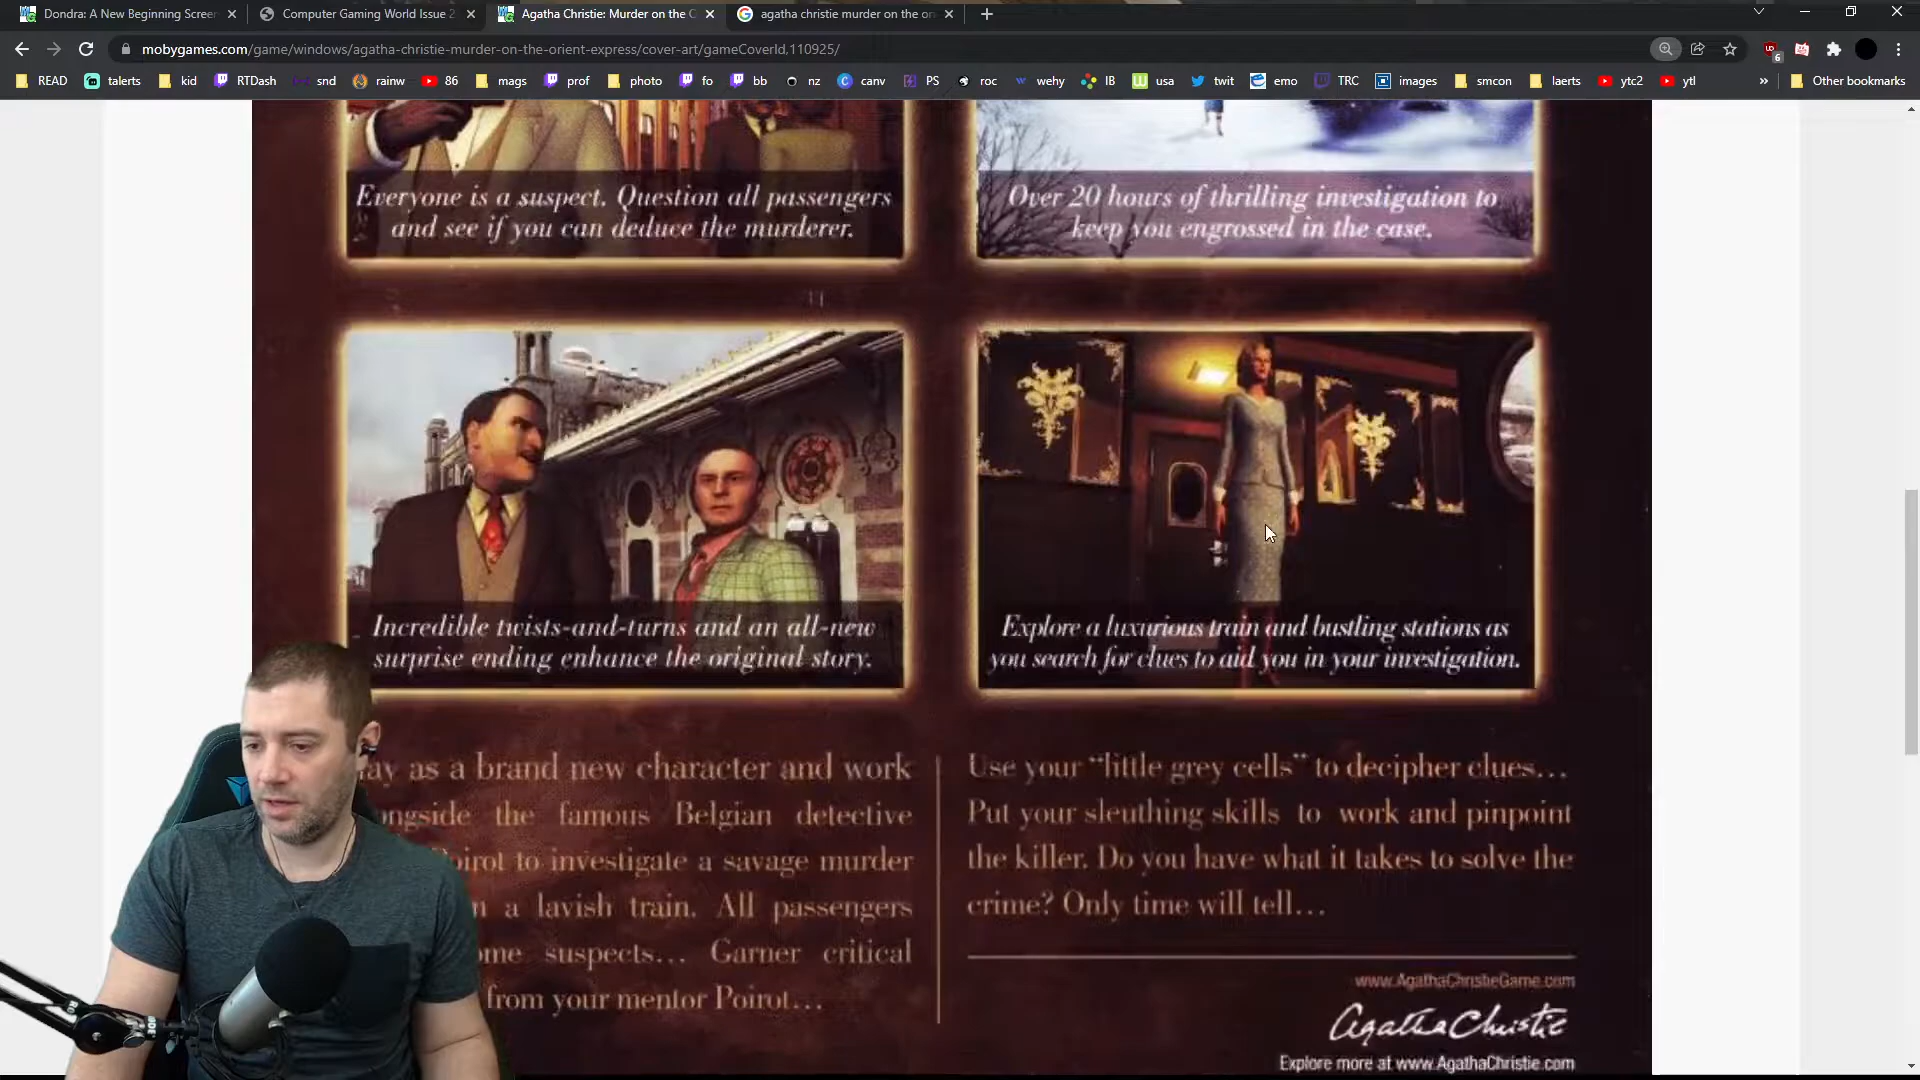 Dondra: A New Beginning Screen
Computer Gaming World Issue 2
Agatha Christie: Murder on the O
agatha christie murder on the on
mobygames.com/game/windows/agatha-christie-murder-on-the-orient-express/cover-art/gameCoverId,110925/
6
READ
talerts
kid
RTDash
snd
rainw
86
mags
prof
photo
fo
bb
nz
canv
PS
roc
wehy
IB
usa
twit
emo
TRC
images
smcon
laerts
ytc2
ytl
Other bookmarks
Everyone is a suspect. Question all passengers
and see if you can deduce the murderer.
Over 20 hours of thrilling investigation to
keep you engrossed in the case.
Incredible twists-and-turns and an all-new
surprise ending enhance the original story.
Explore a luxurious train and bustling stations as
you search for clues to aid you in your investigation.
ay as a brand new character and work
ongside the famous Belgian detective
Poirot to investigate a savage murder
n a lavish train. All passengers
ome suspects... Garner critical
from your mentor Poirot...
Use your "little grey cells" to decipher clues...
Put your sleuthing skills to work and pinpoint
the killer. Do you have what it takes to solve the
crime? Only time will tell...
www.AgathaChristieGame.com
Agatha Christie
Explore more at www.AgathaChristie.com